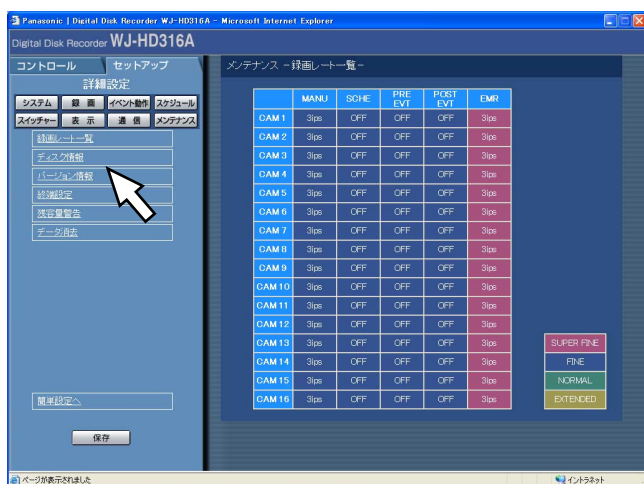 Panasonic | Digital Disk Recorder WJ-HD316A - Microsoft Internet Explorer
Digital Disk Recorder WJ-HD316A
コントロール セットアップ
詳細設定
システム 録 画 イベント動作 スケジュール
スイッチャー 表 示 通 信 メンテナンス
録画レート一覧
ディスク情報
バージョン情報
終端設定
残容量警告
データ消去
簡単設定へ
保存
メンテナンス －録画レート一覧－
MANU SCHE PRE EVT POST EVT EMR
CAM 1 3ips OFF OFF OFF 3ips
CAM 2 3ips OFF OFF OFF 3ips
CAM 3 3ips OFF OFF OFF 3ips
CAM 4 3ips OFF OFF OFF 3ips
CAM 5 3ips OFF OFF OFF 3ips
CAM 6 3ips OFF OFF OFF 3ips
CAM 7 3ips OFF OFF OFF 3ips
CAM 8 3ips OFF OFF OFF 3ips
CAM 9 3ips OFF OFF OFF 3ips
CAM 10 3ips OFF OFF OFF 3ips
CAM 11 3ips OFF OFF OFF 3ips
CAM 12 3ips OFF OFF OFF 3ips
CAM 13 3ips OFF OFF OFF 3ips
CAM 14 3ips OFF OFF OFF 3ips
CAM 15 3ips OFF OFF OFF 3ips
CAM 16 3ips OFF OFF OFF 3ips
SUPER FINE
FINE
NORMAL
EXTENDED
ページが表示されました
イントラネット